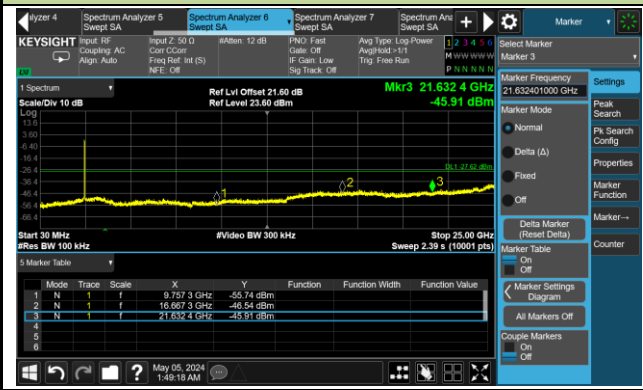 lyzer 4
Spectrum Analyzer 5
Swept SA
Spectrum Analyzer 6
Swept SA
Spectrum Analyzer 7
Swept SA
Spectrum Ana
Swept SA
Marker
KEYSIGHT
Input: RF
Coupling: AC
Align: Auto
Input Z: 50 Ω
Corr CCorr
Freq Ref: Int (S)
NFE: Off
#Atten: 12 dB
PNO: Fast
Gate: Off
IF Gain: Low
Sig Track: Off
Avg Type: Log-Power
Avg|Hold:>1/1
Trig: Free Run
1 2 3 4 5 6
M W W W W W
P N N N N N
Select Marker
Marker 3
Marker Frequency
21.632401000 GHz
Marker Mode
Normal
Delta (Δ)
Fixed
Off
Delta Marker
(Reset Delta)
Marker Table
On
Off
Marker Settings
Diagram
All Markers Off
Couple Markers
On
Off
Settings
Peak
Search
Pk Search
Config
Properties
Marker
Function
Marker→
Counter
1 Spectrum
Scale/Div 10 dB
Log
Ref Lvl Offset 21.60 dB
Ref Level 23.60 dBm
Mkr3 21.632 4 GHz
-45.91 dBm
13.6
3.60
-6.40
-16.4
-26.4
-36.4
-46.4
-56.4
-66.4
DL1 -27.62 dBm
1
2
3
Start 30 MHz
#Res BW 100 kHz
#Video BW 300 kHz
Stop 25.00 GHz
Sweep 2.39 s (10001 pts)
5 Marker Table
Mode Trace Scale X Y Function Function Width Function Value
1 N 1 f 9.757 3 GHz -55.74 dBm
2 N 1 f 16.667 3 GHz -46.54 dBm
3 N 1 f 21.632 4 GHz -45.91 dBm
4
5
6
?
May 05, 2024
1:49:18 AM